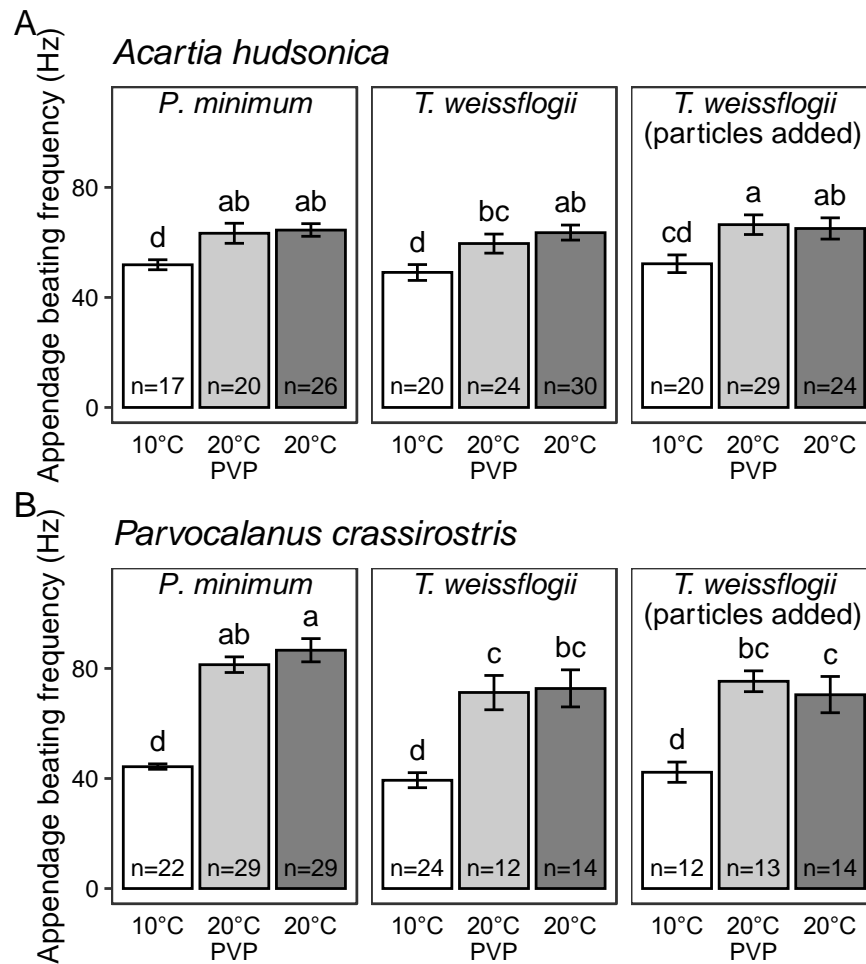 A
Acartia hudsonica
Appendage beating frequency (Hz)
P. minimum
T. weissflogii
T. weissflogii
(particles added)
80
40
0
d
ab
ab
d
bc
ab
cd
a
ab
n=17
n=20
n=26
n=20
n=24
n=30
n=20
n=29
n=24
10°C
20°C
PVP
20°C
10°C
20°C
PVP
20°C
10°C
20°C
PVP
20°C
B
Parvocalanus crassirostris
Appendage beating frequency (Hz)
P. minimum
T. weissflogii
T. weissflogii
(particles added)
80
40
0
d
ab
a
d
c
bc
d
bc
c
n=22
n=29
n=29
n=24
n=12
n=14
n=12
n=13
n=14
10°C
20°C
PVP
20°C
10°C
20°C
PVP
20°C
10°C
20°C
PVP
20°C